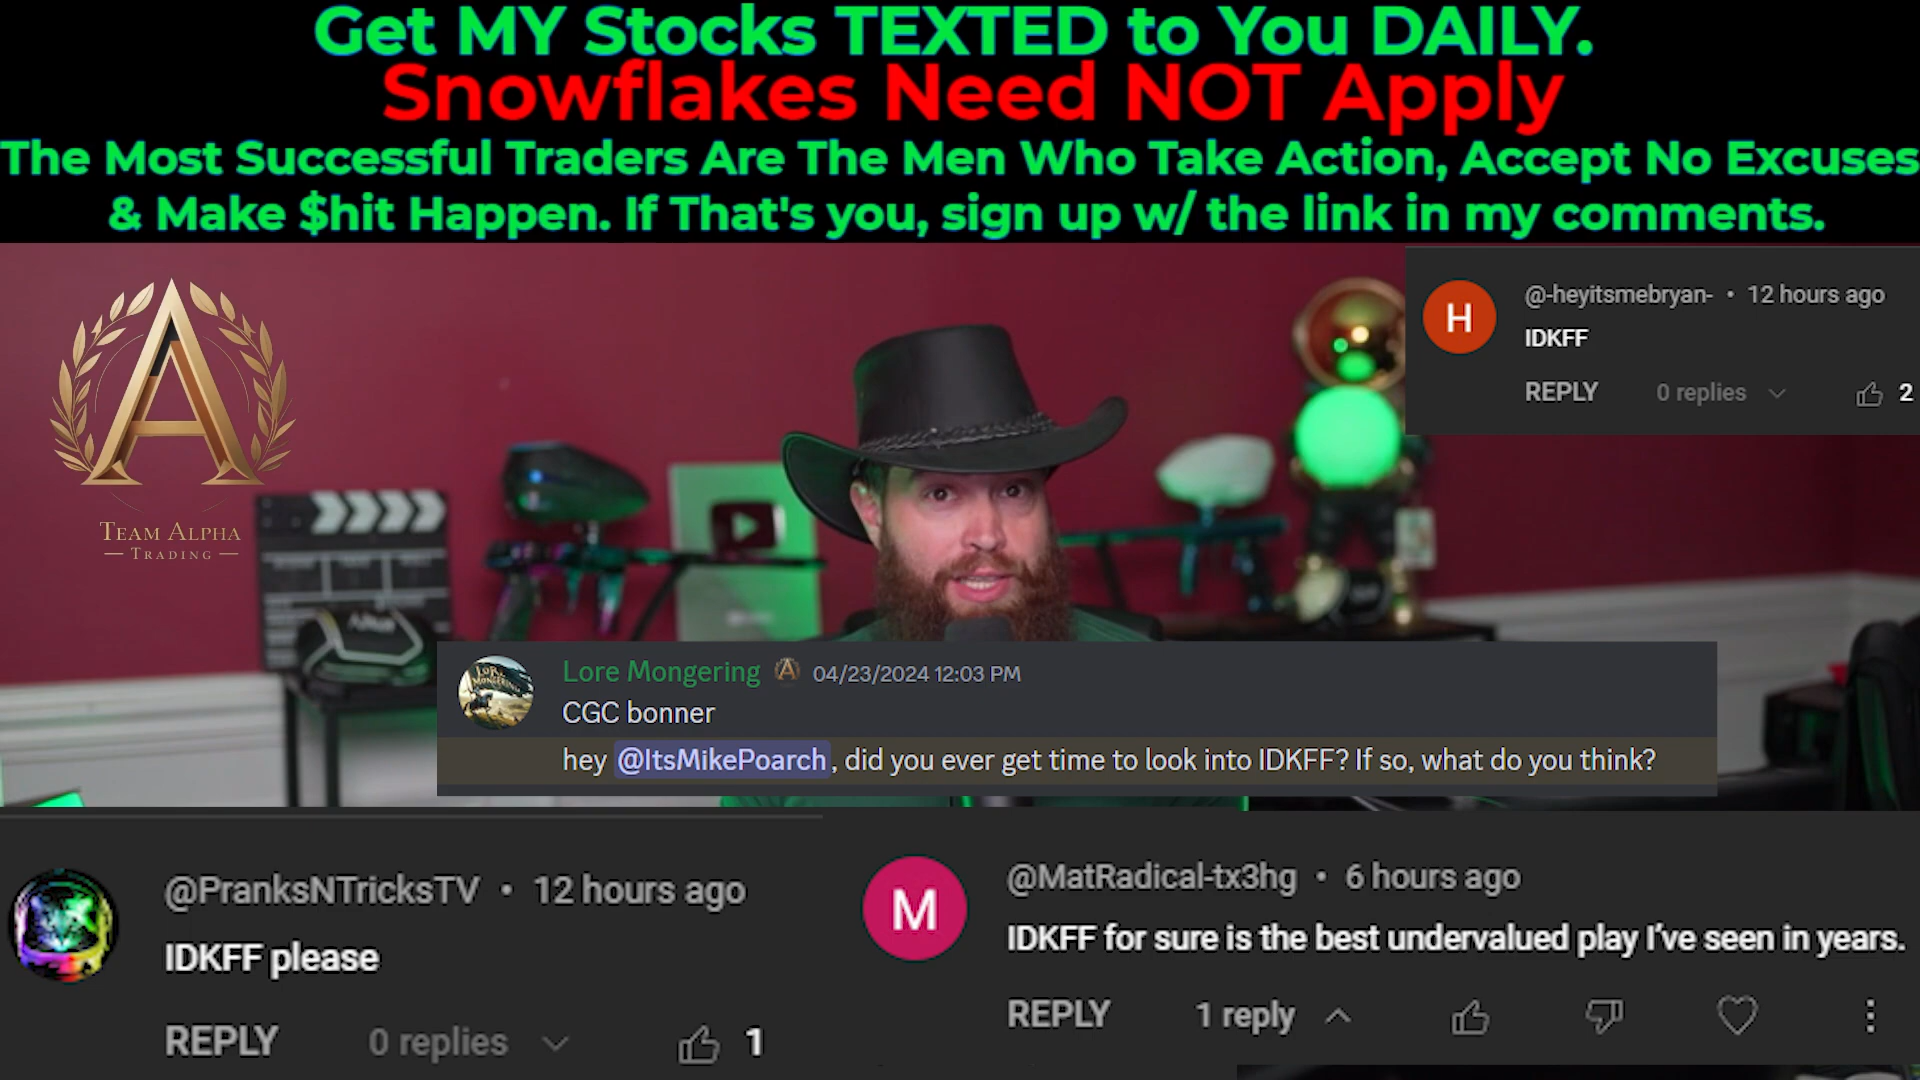 Get MY Stocks TEXTED to You DAILY.
Snowflakes Need NOT Apply
The Most Successful Traders Are The Men Who Take Action, Accept No Excuses
& Make $hit Happen. If That's you, sign up w/ the link in my comments.
A
TEAM ALPHA
TRADING
H
@-heyitsmebryan- • 12 hours ago
IDKFF
REPLY 0 replies 2
Lore Mongering 04/23/2024 12:03 PM
CGC bonner
hey @ItsMikePoarch, did you ever get time to look into IDKFF? If so, what do you think?
@PranksNTricksTV • 12 hours ago
IDKFF please
REPLY 0 replies 1
M
@MatRadical-tx3hg • 6 hours ago
IDKFF for sure is the best undervalued play I've seen in years.
REPLY 1 reply